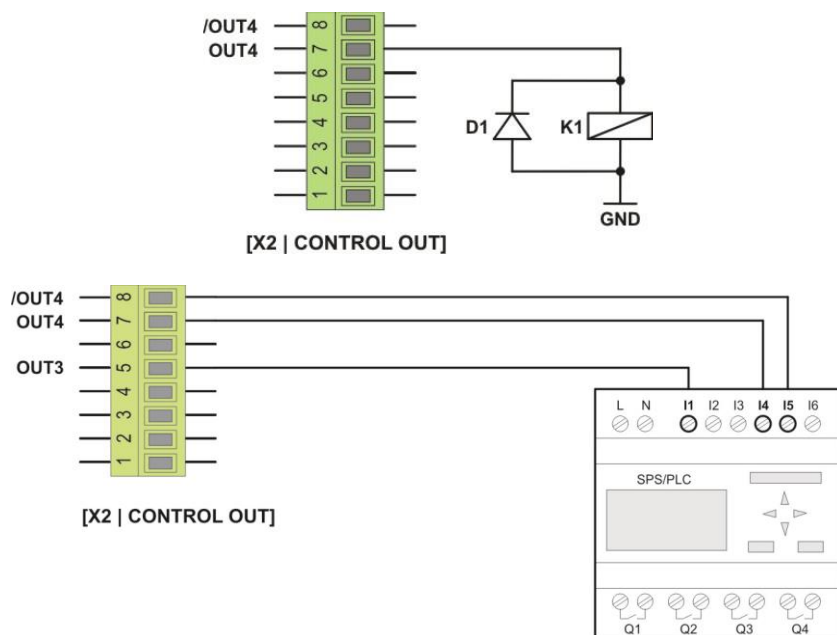 /OUT4 8
OUT4 7
6
5
4
3
2
1
D1 K1
GND
[X2 | CONTROL OUT]
/OUT4 8
OUT4 7
6
OUT3 5
4
3
2
1
[X2 | CONTROL OUT]
L N I1 I2 I3 I4 I5 I6
SPS/PLC
Q1 Q2 Q3 Q4